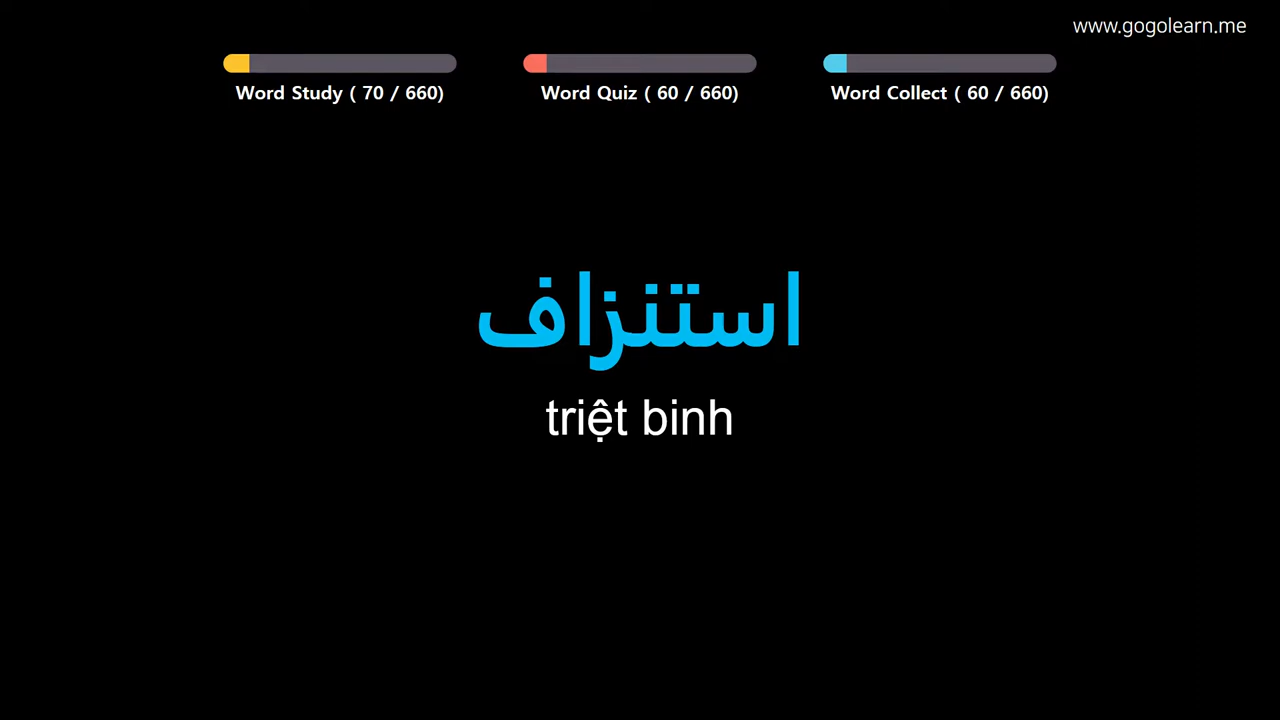 www.gogolearn.me
Word Study ( 70 / 660)
Word Quiz ( 60 / 660)
Word Collect ( 60 / 660)
استنزاف
triệt binh